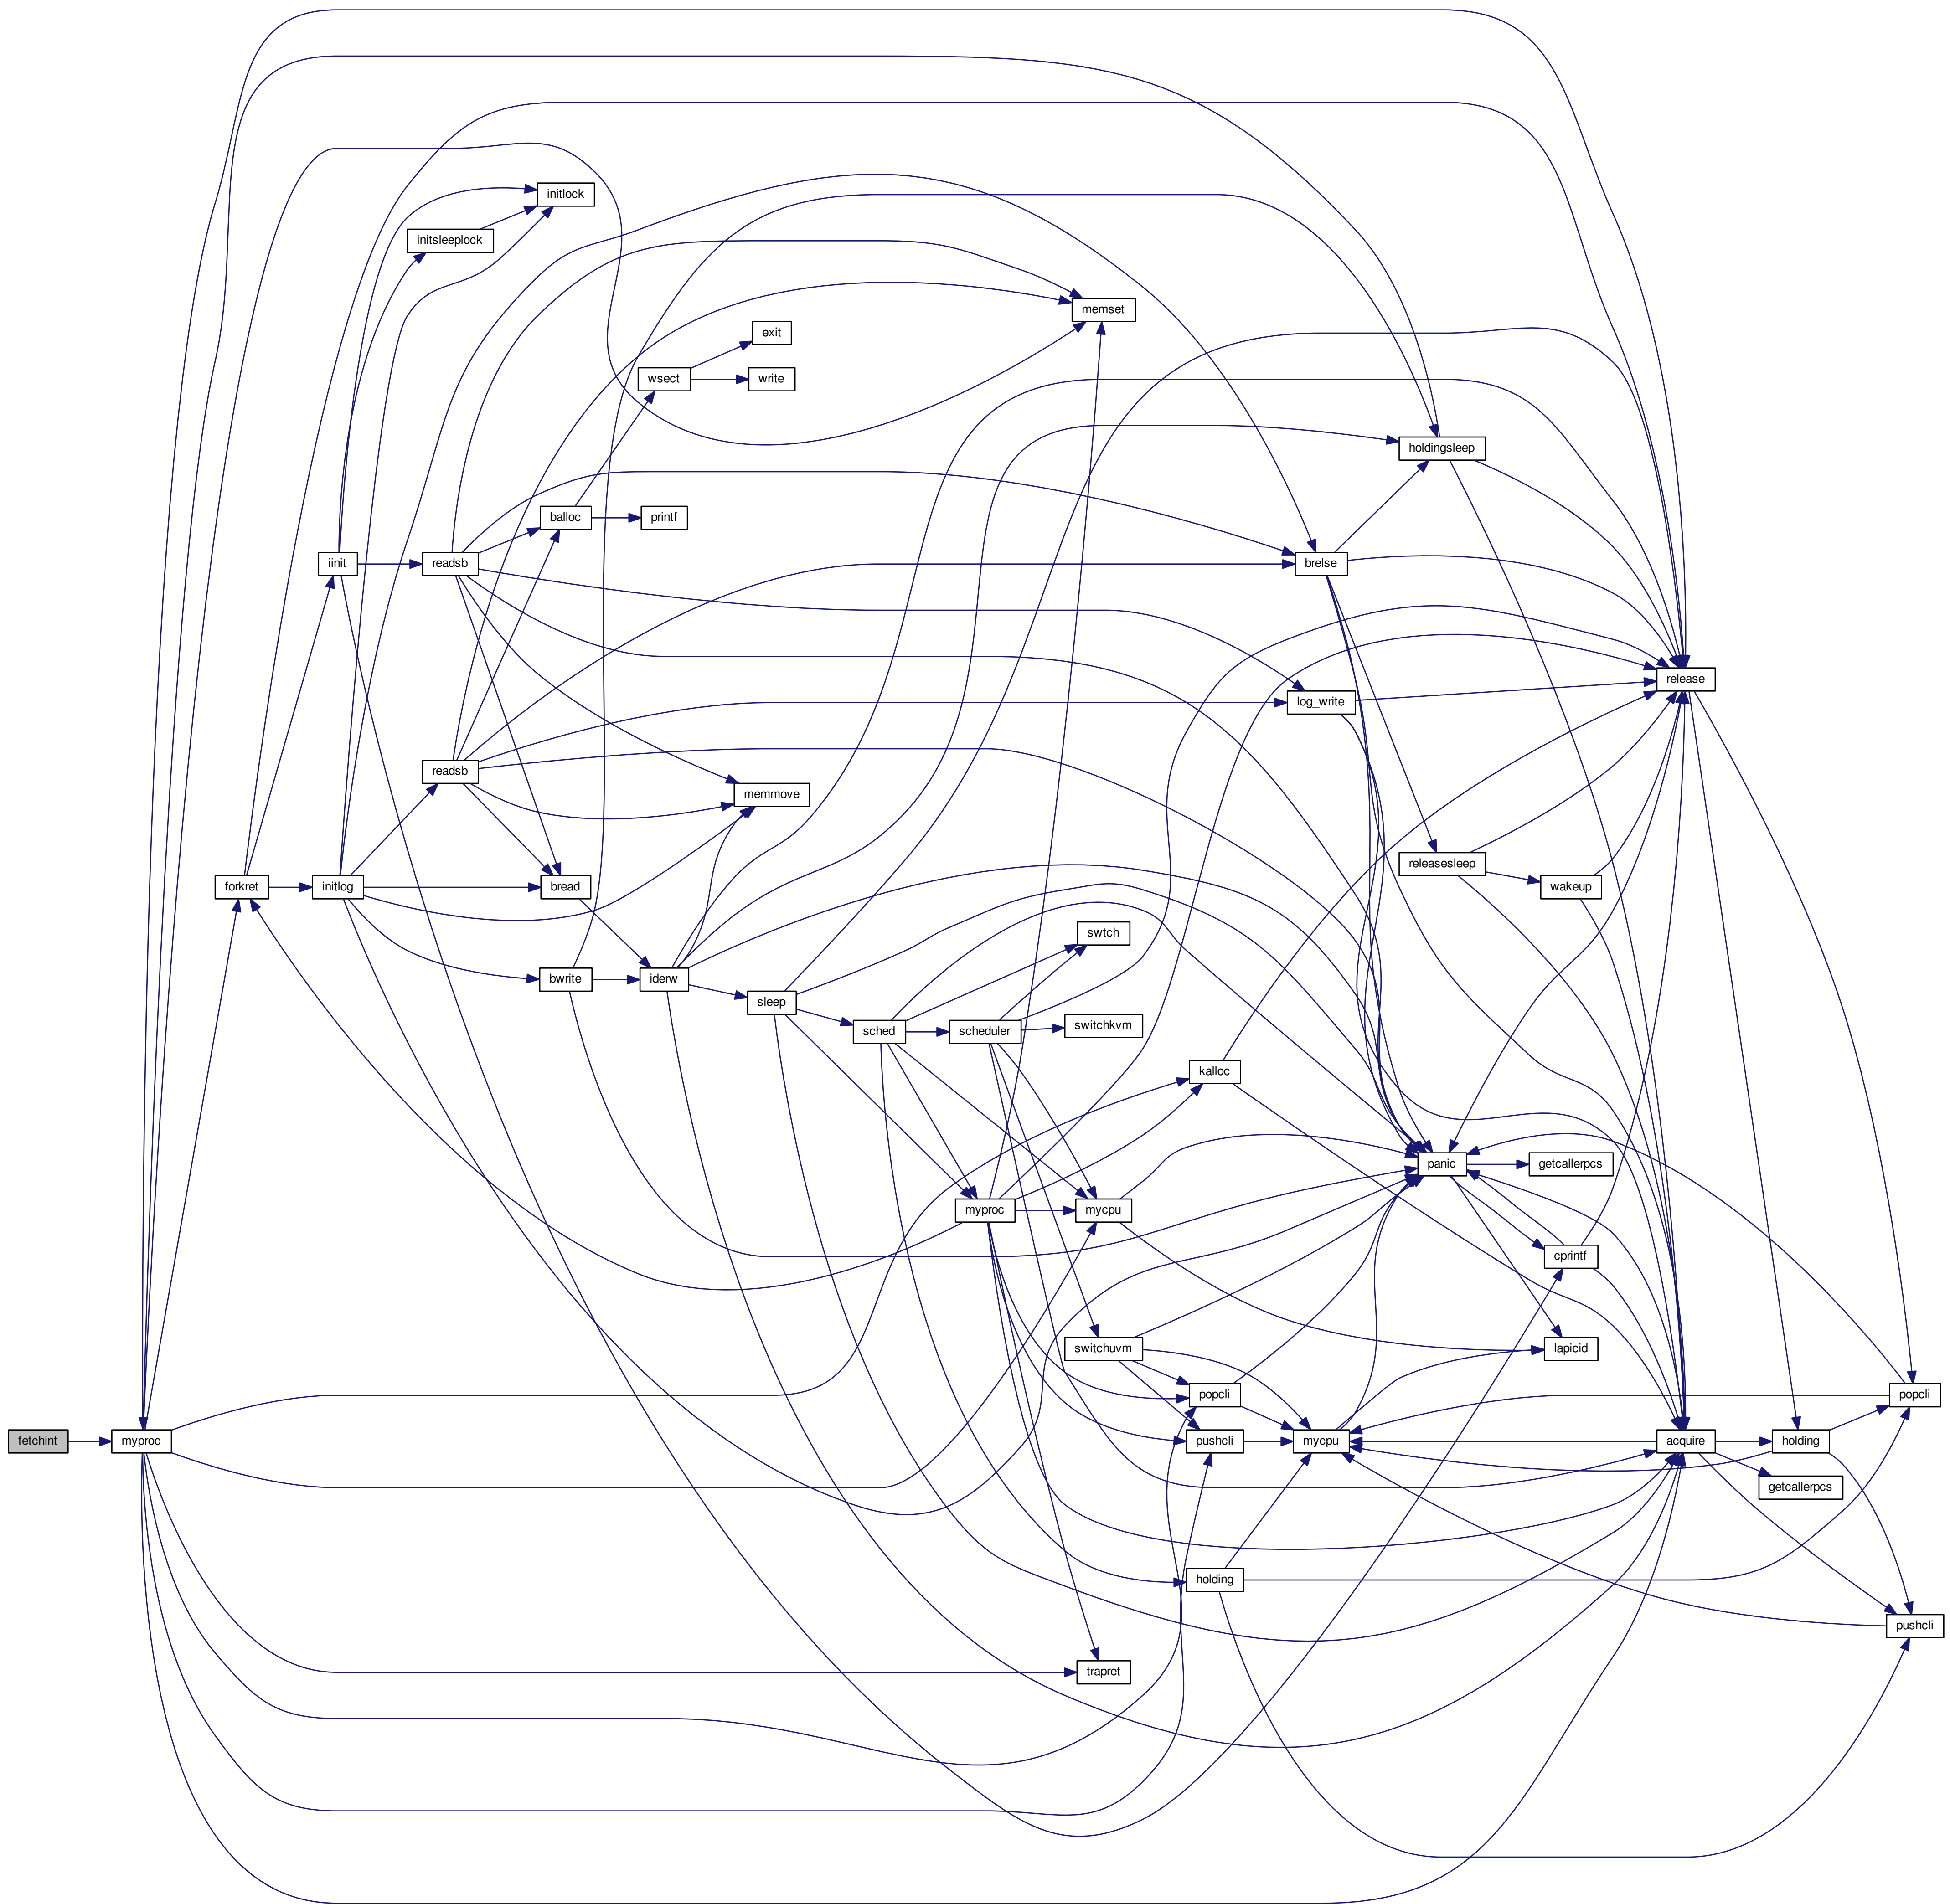 initlock
initsleeplock
memset
exit
wsect
write
holdingsleep
balloc
printf
iinit
readsb
brelse
release
log_write
readsb
memmove
releasesleep
forkret
initlog
bread
wakeup
swtch
bwrite
iderw
sleep
sched
scheduler
switchkvm
kalloc
panic
getcallerpcs
myproc
mycpu
cprintf
switchuvm
lapicid
popcli
popcli
fetchint
myproc
pushcli
mycpu
acquire
holding
getcallerpcs
holding
pushcli
trapret